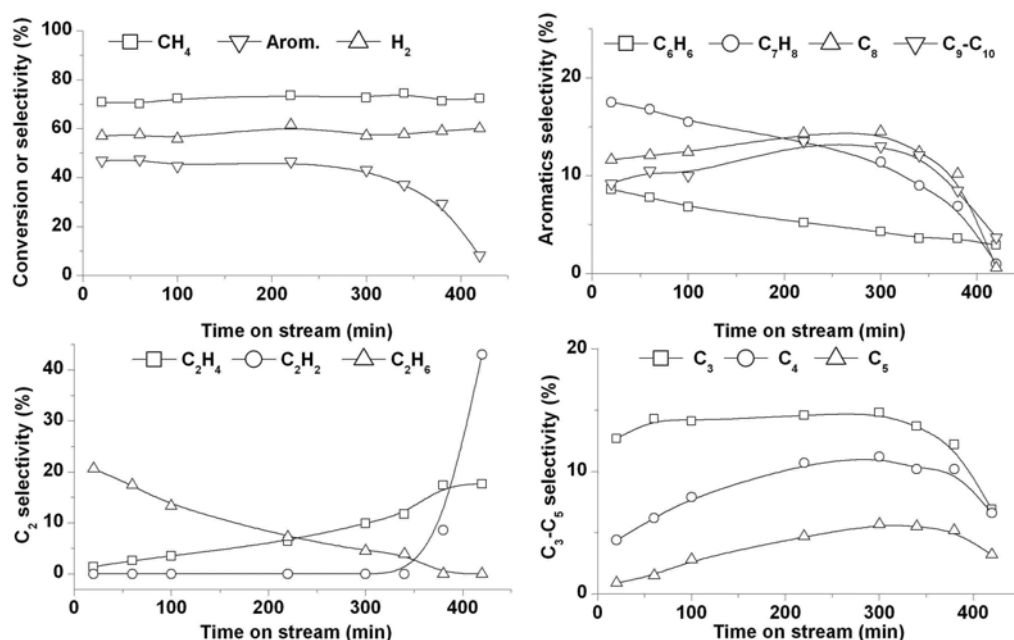 CH₄ Arom. H₂
Conversion or selectivity (%)
100
80
60
40
20
0
0 100 200 300 400
Time on stream (min)
C₆H₆ C₇H₈ C₈ C₉-C₁₀
Aromatics selectivity (%)
20
10
0
0 100 200 300 400
Time on stream (min)
C₂H₄ C₂H₂ C₂H₆
C₂ selectivity (%)
40
30
20
10
0
0 100 200 300 400
Time on stream (min)
C₃ C₄ C₅
C₃-C₅ selectivity (%)
20
10
0
0 100 200 300 400
Time on stream (min)